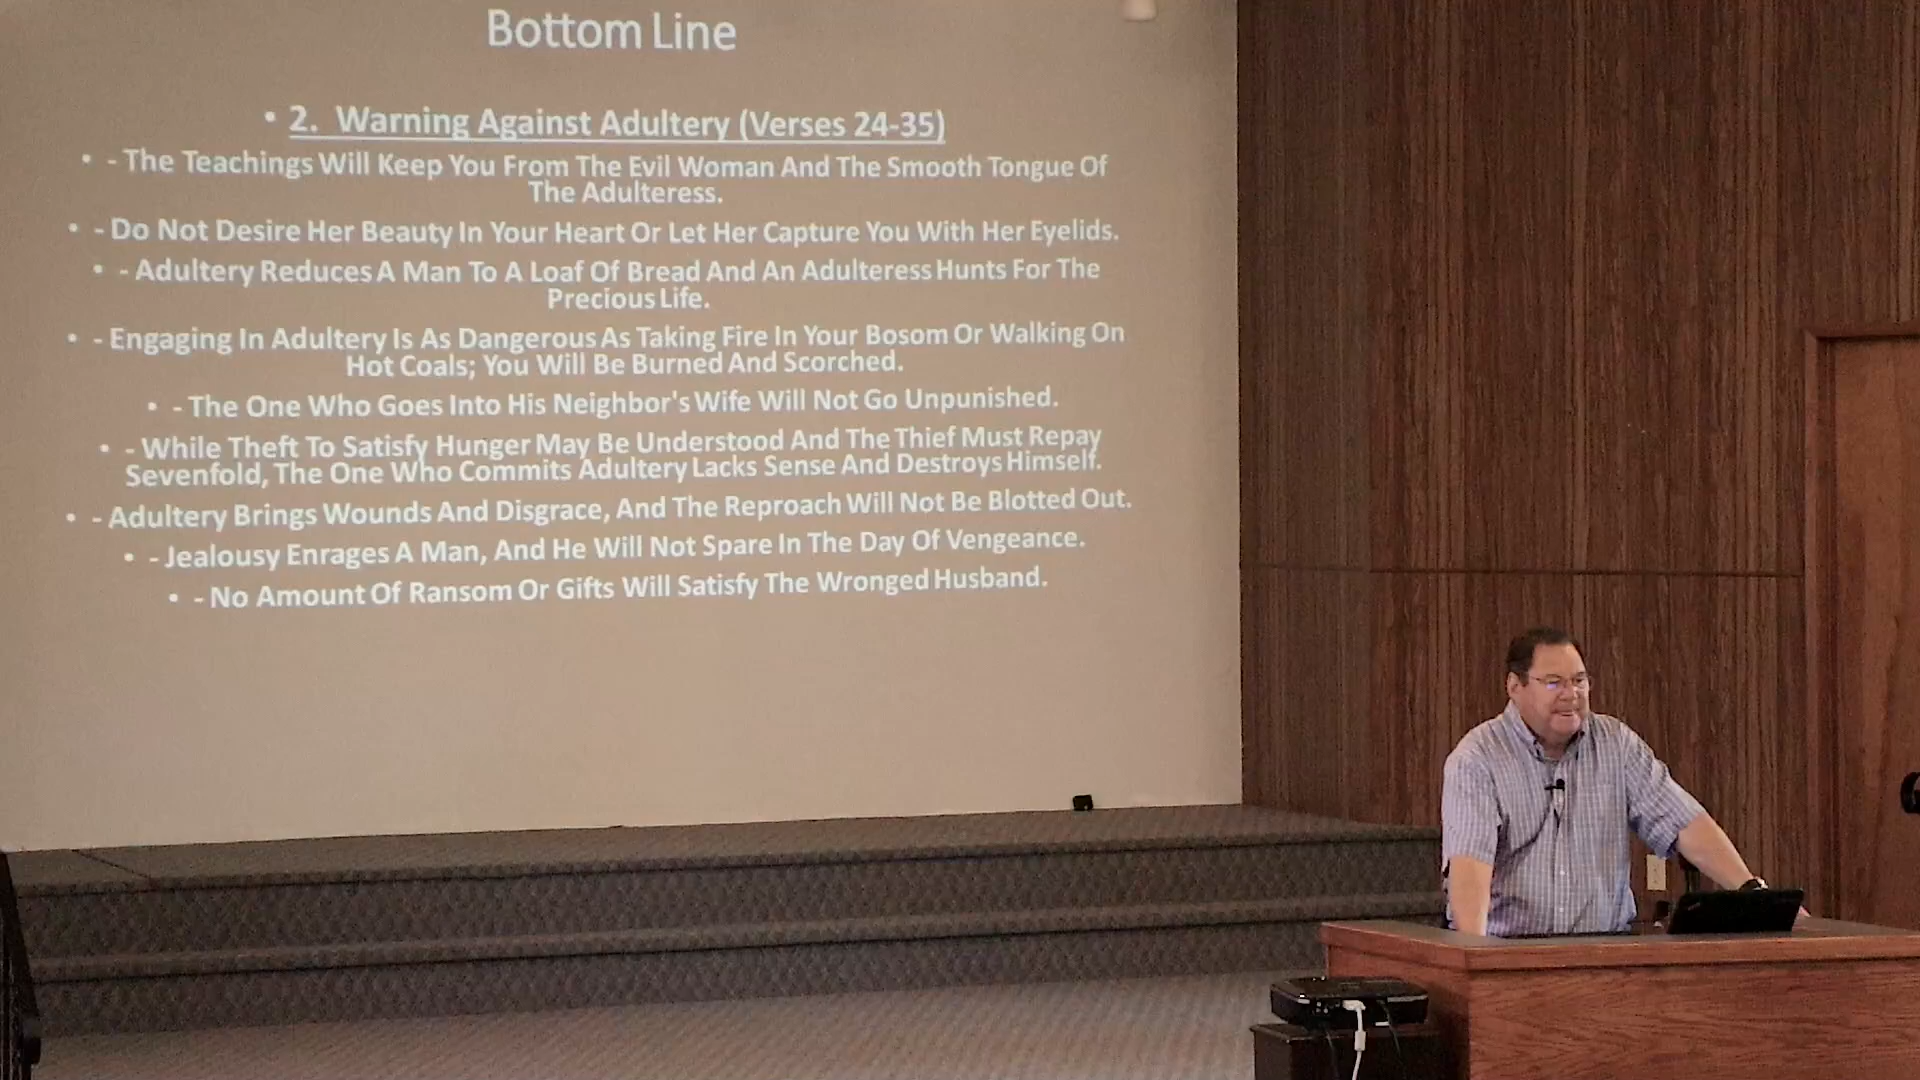 Bottom Line
• 2. Warning Against Adultery (Verses 24-35)
• - The Teachings Will Keep You From The Evil Woman And The Smooth Tongue Of
The Adulteress.
• - Do Not Desire Her Beauty In Your Heart Or Let Her Capture You With Her Eyelids.
• - Adultery Reduces A Man To A Loaf Of Bread And An Adulteress Hunts For The
Precious Life.
• - Engaging In Adultery Is As Dangerous As Taking Fire In Your Bosom Or Walking On
Hot Coals; You Will Be Burned And Scorched.
• - The One Who Goes Into His Neighbor's Wife Will Not Go Unpunished.
• - While Theft To Satisfy Hunger May Be Understood And The Thief Must Repay
Sevenfold, The One Who Commits Adultery Lacks Sense And Destroys Himself.
• - Adultery Brings Wounds And Disgrace, And The Reproach Will Not Be Blotted Out.
• - Jealousy Enrages A Man, And He Will Not Spare In The Day Of Vengeance.
• - No Amount Of Ransom Or Gifts Will Satisfy The Wronged Husband.